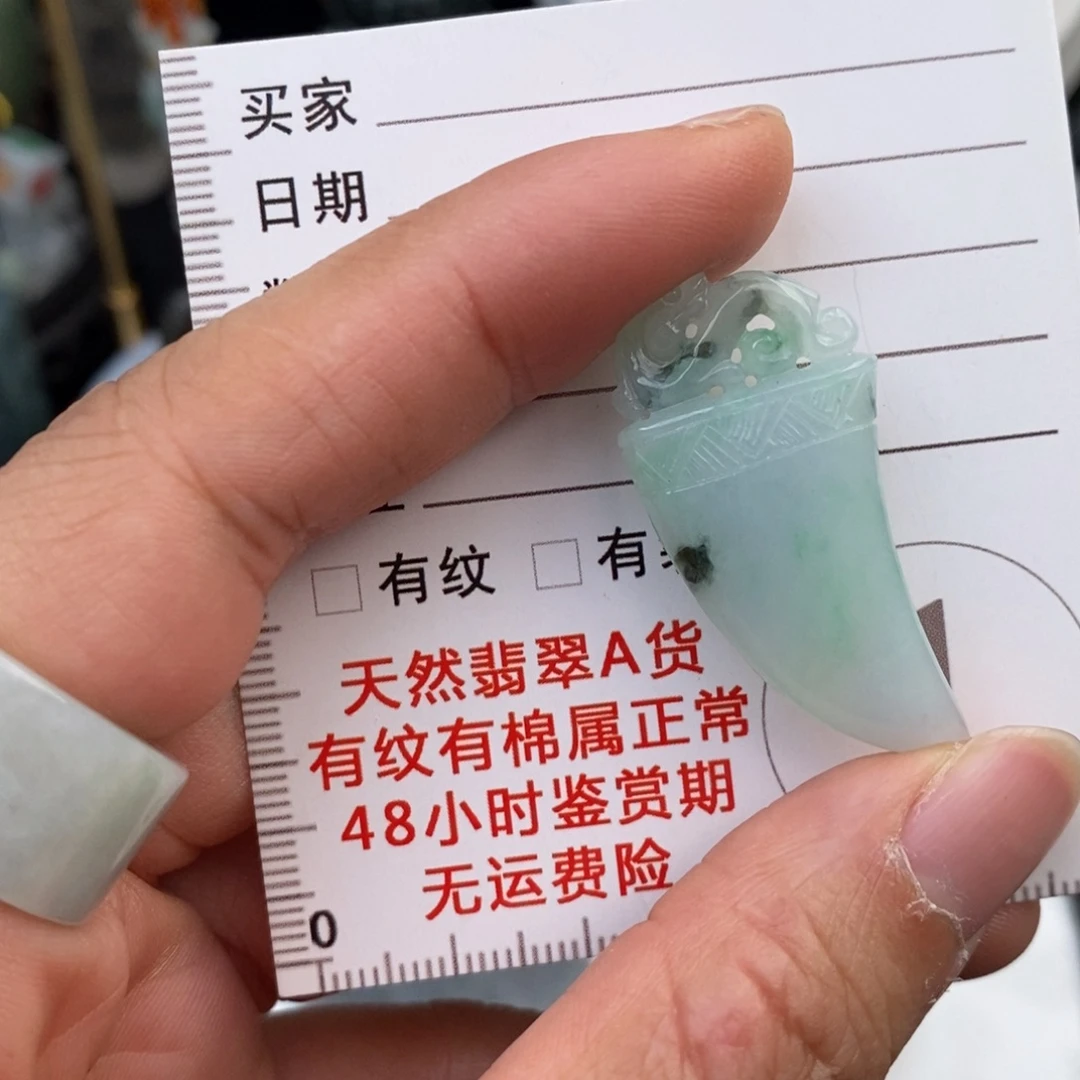 买家
日期
有纹 有
天然翡翠A货
有纹有棉属正常
48小时鉴赏期
无运费险
0